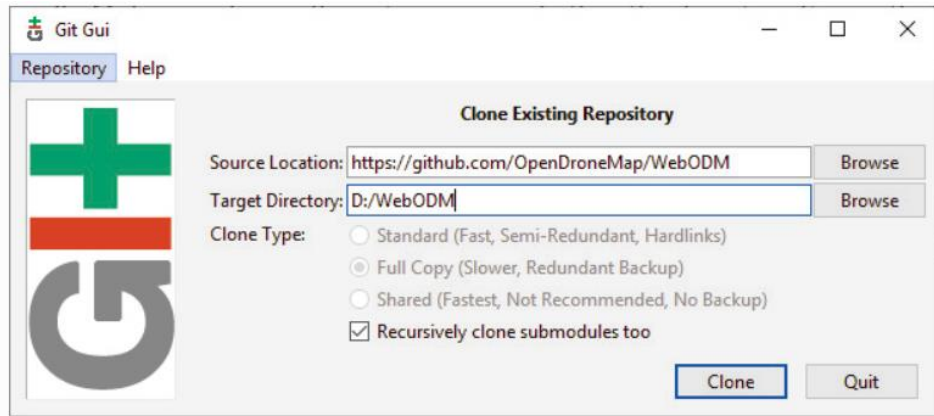 Git Gui
Repository Help
Clone Existing Repository
Source Location: https://github.com/OpenDroneMap/WebODM Browse
Target Directory: D:/WebODM Browse
Clone Type: Standard (Fast, Semi-Redundant, Hardlinks)
Full Copy (Slower, Redundant Backup)
Shared (Fastest, Not Recommended, No Backup)
Recursively clone submodules too
Clone Quit